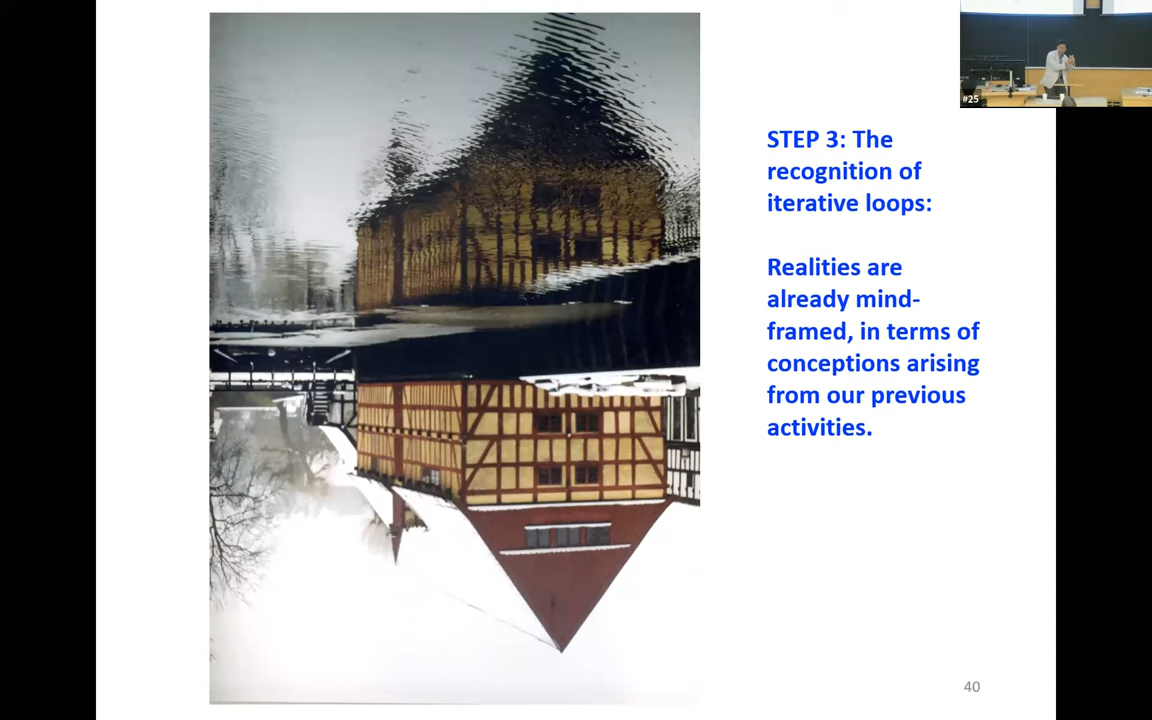 #25
STEP 3: The
recognition of
iterative loops:
Realities are
already mind-
framed, in terms of
conceptions arising
from our previous
activities.
40